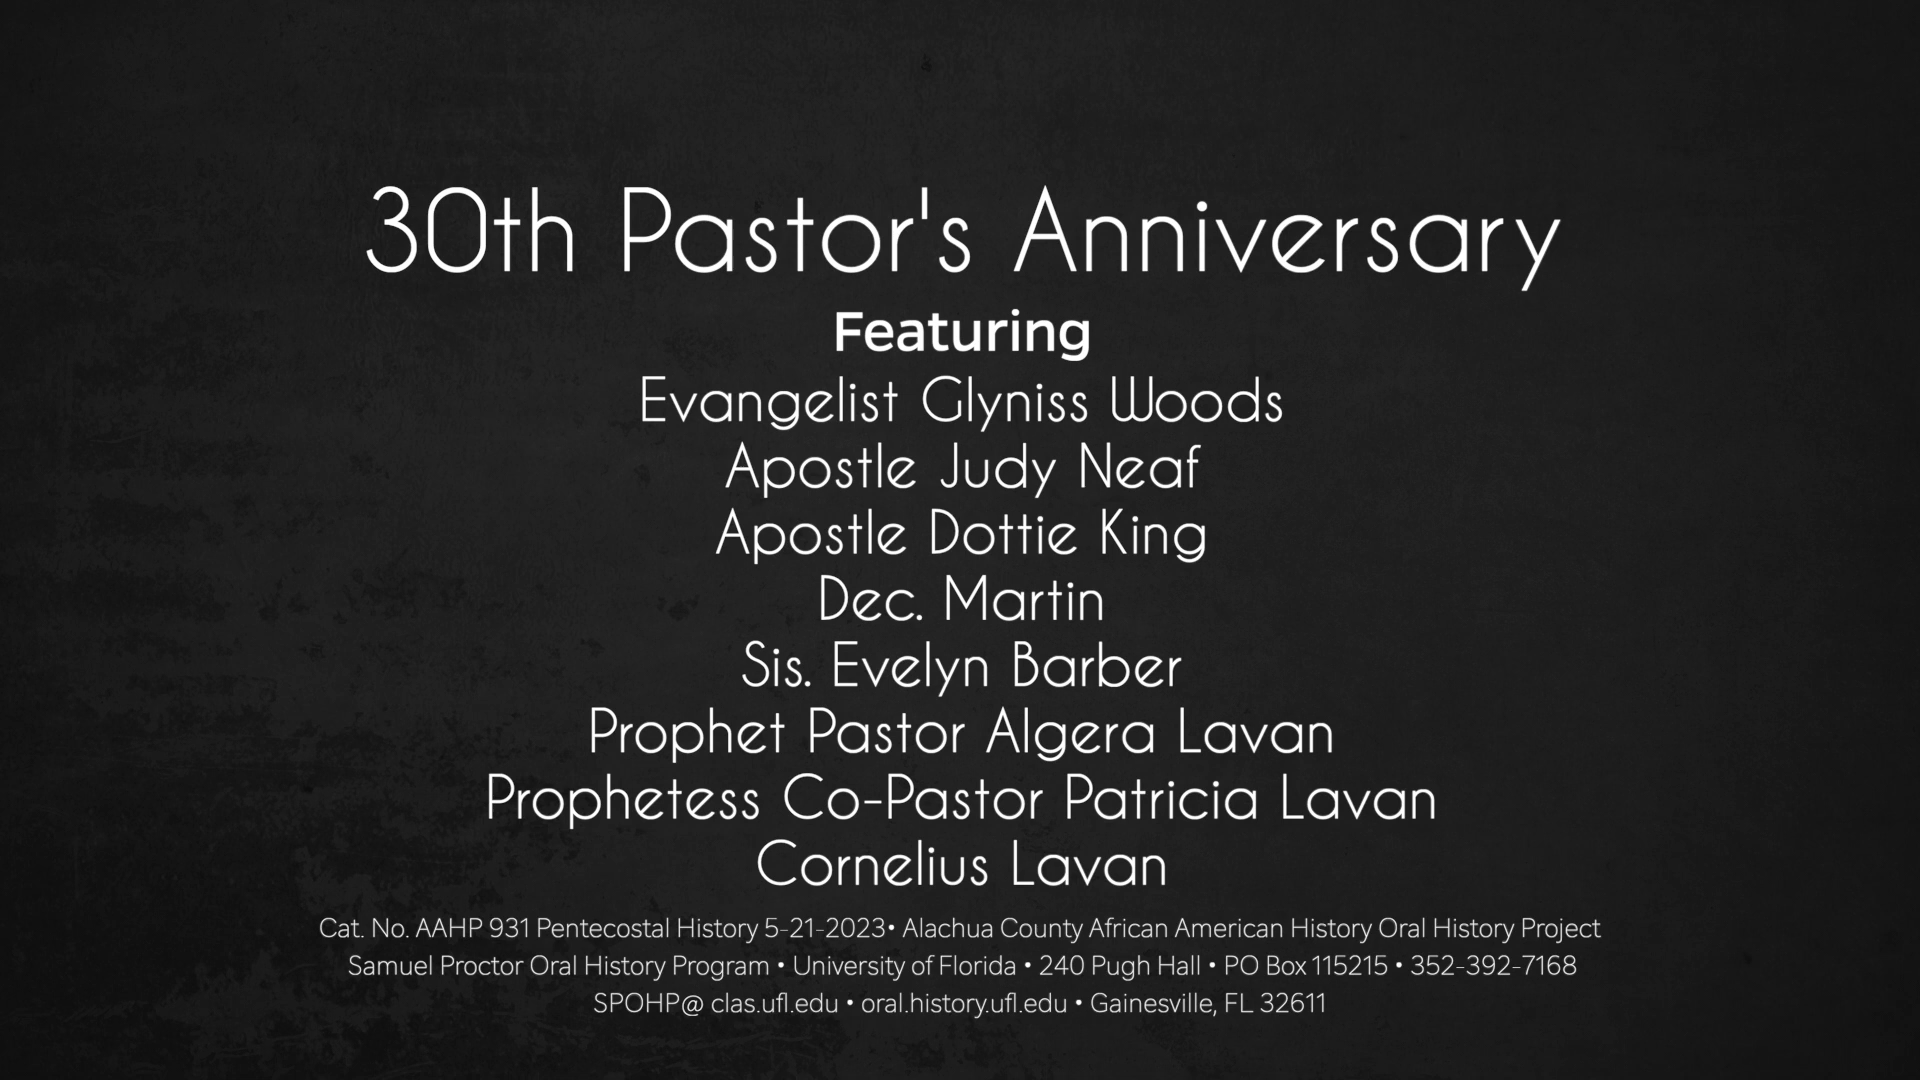 30th Pastor's Anniversary
Featuring
Evangelist Glyniss Woods
Apostle Judy Neaf
Apostle Dottie King
Dec. Martin
Sis. Evelyn Barber
Prophet Pastor Algera Lavan
Prophetess Co-Pastor Patricia Lavan
Cornelius Lavan
Cat. No. AAHP 931 Pentecostal History 5-21-2023• Alachua County African American History Oral History Project
Samuel Proctor Oral History Program • University of Florida • 240 Pugh Hall • PO Box 115215 • 352-392-7168
SPOHP@ clas.ufl.edu • oral.history.ufl.edu • Gainesville, FL 32611